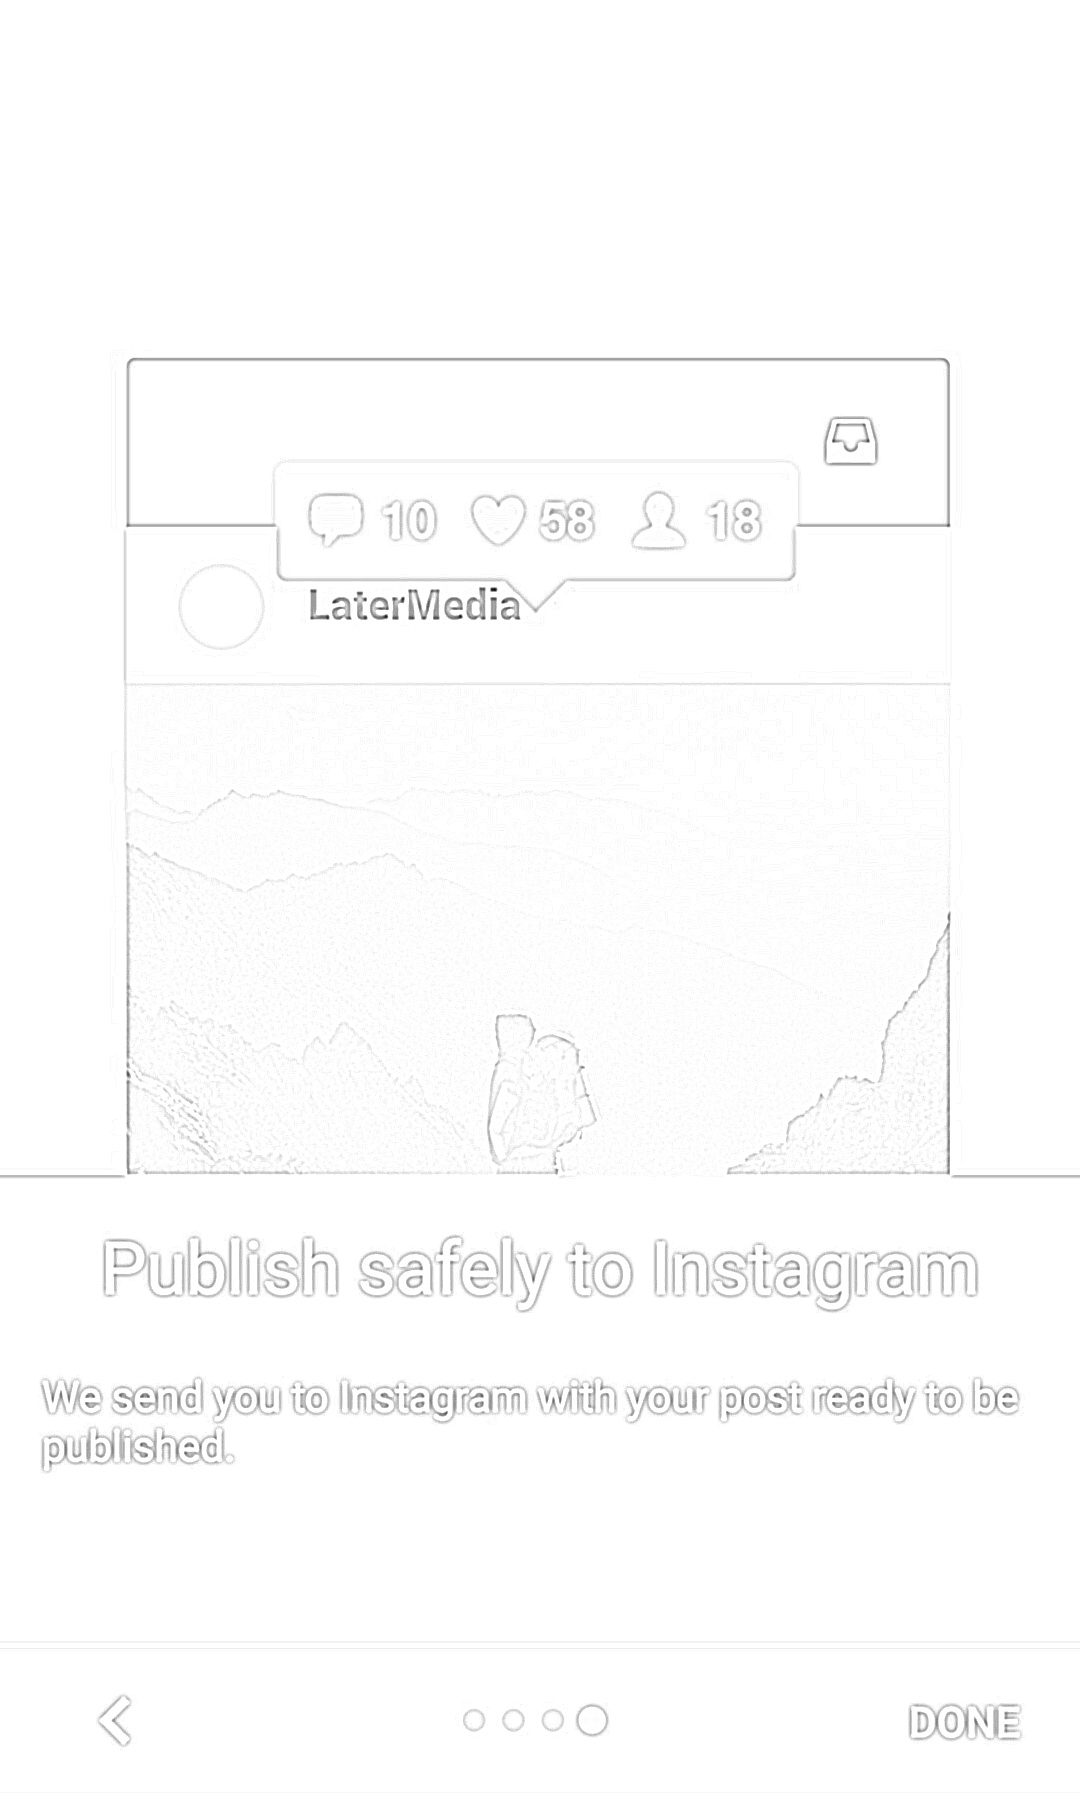 10 58 18
LaterMedia
Publish safely to Instagram
We send you to Instagram with your post ready to be
published.
DONE